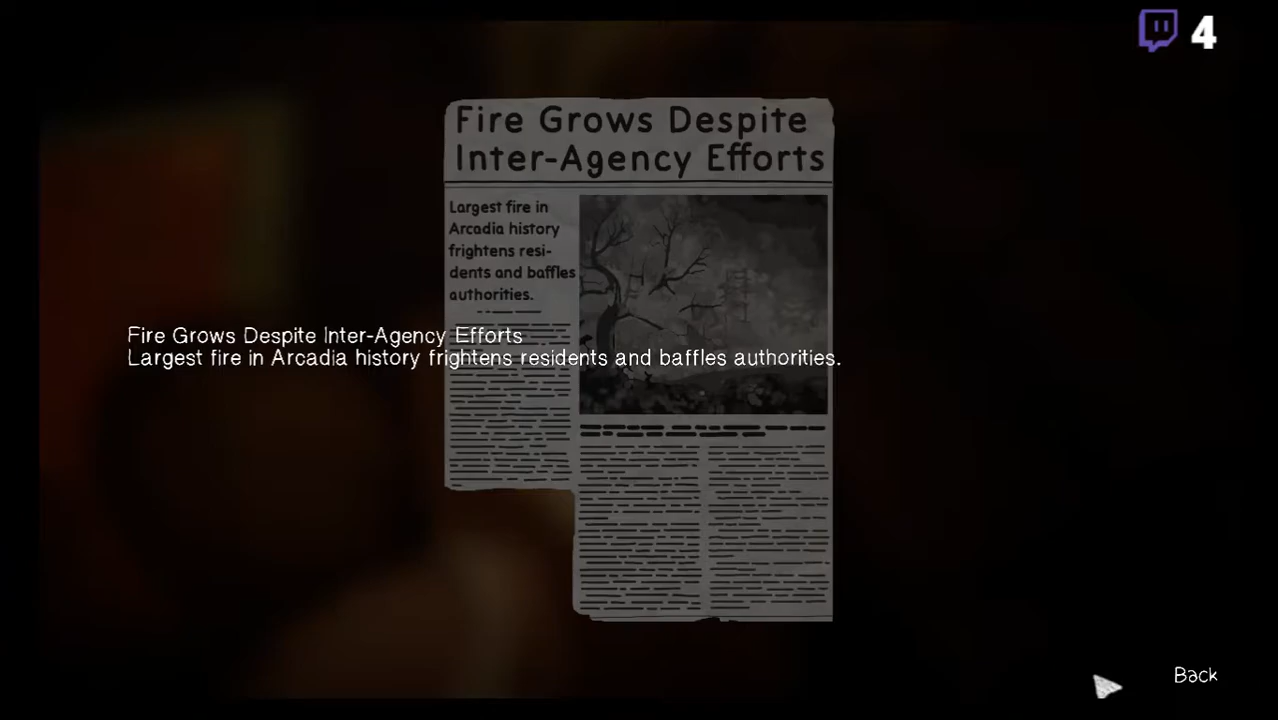 4
Fire Grows Despite
Inter-Agency Efforts
Largest fire in
Arcadia history
frightens resi-
dents and baffles
authorities.
Fire Grows Despite Inter-Agency Efforts
Largest fire in Arcadia history frightens residents and baffles authorities.
Back